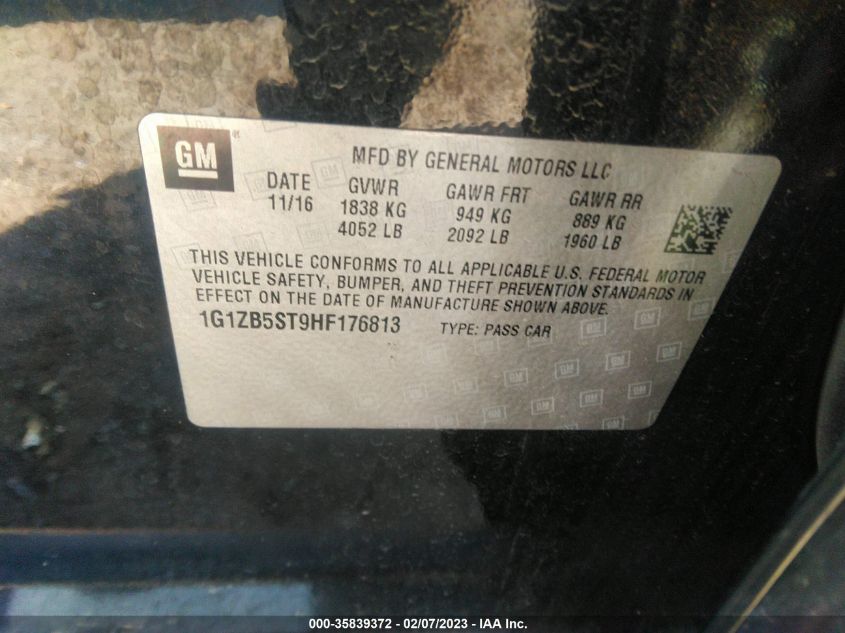 GM
MFD BY GENERAL MOTORS LLC
DATE GVWR GAWR FRT GAWR RR
11/16 1838 KG 949 KG 889 KG
4052 LB 2092 LB 1960 LB
THIS VEHICLE CONFORMS TO ALL APPLICABLE U.S. FEDERAL MOTOR
VEHICLE SAFETY, BUMPER, AND THEFT PREVENTION STANDARDS IN
EFFECT ON THE DATE OF MANUFACTURE SHOWN ABOVE.
1G1ZB5ST9HF176813 TYPE: PASS CAR
000-35839372 - 02/07/2023 - IAA Inc.